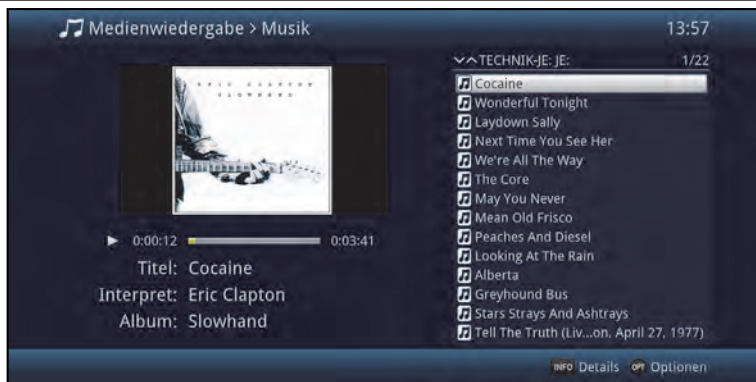 Medienwiedergabe > Musik
13:57
TECHNIK-JE: JE:
1/22
ERIC CLAPTON
SLOWHAND
Cocaine
Wonderful Tonight
Laydown Sally
Next Time You See Her
We're All The Way
The Core
May You Never
Mean Old Frisco
Peaches And Diesel
Looking At The Rain
Alberta
Greyhound Bus
Stars Strays And Ashtrays
Tell The Truth (Liv...on, April 27, 1977)
0:00:12
0:03:41
Titel: Cocaine
Interpret: Eric Clapton
Album: Slowhand
INFO Details OPT Optionen